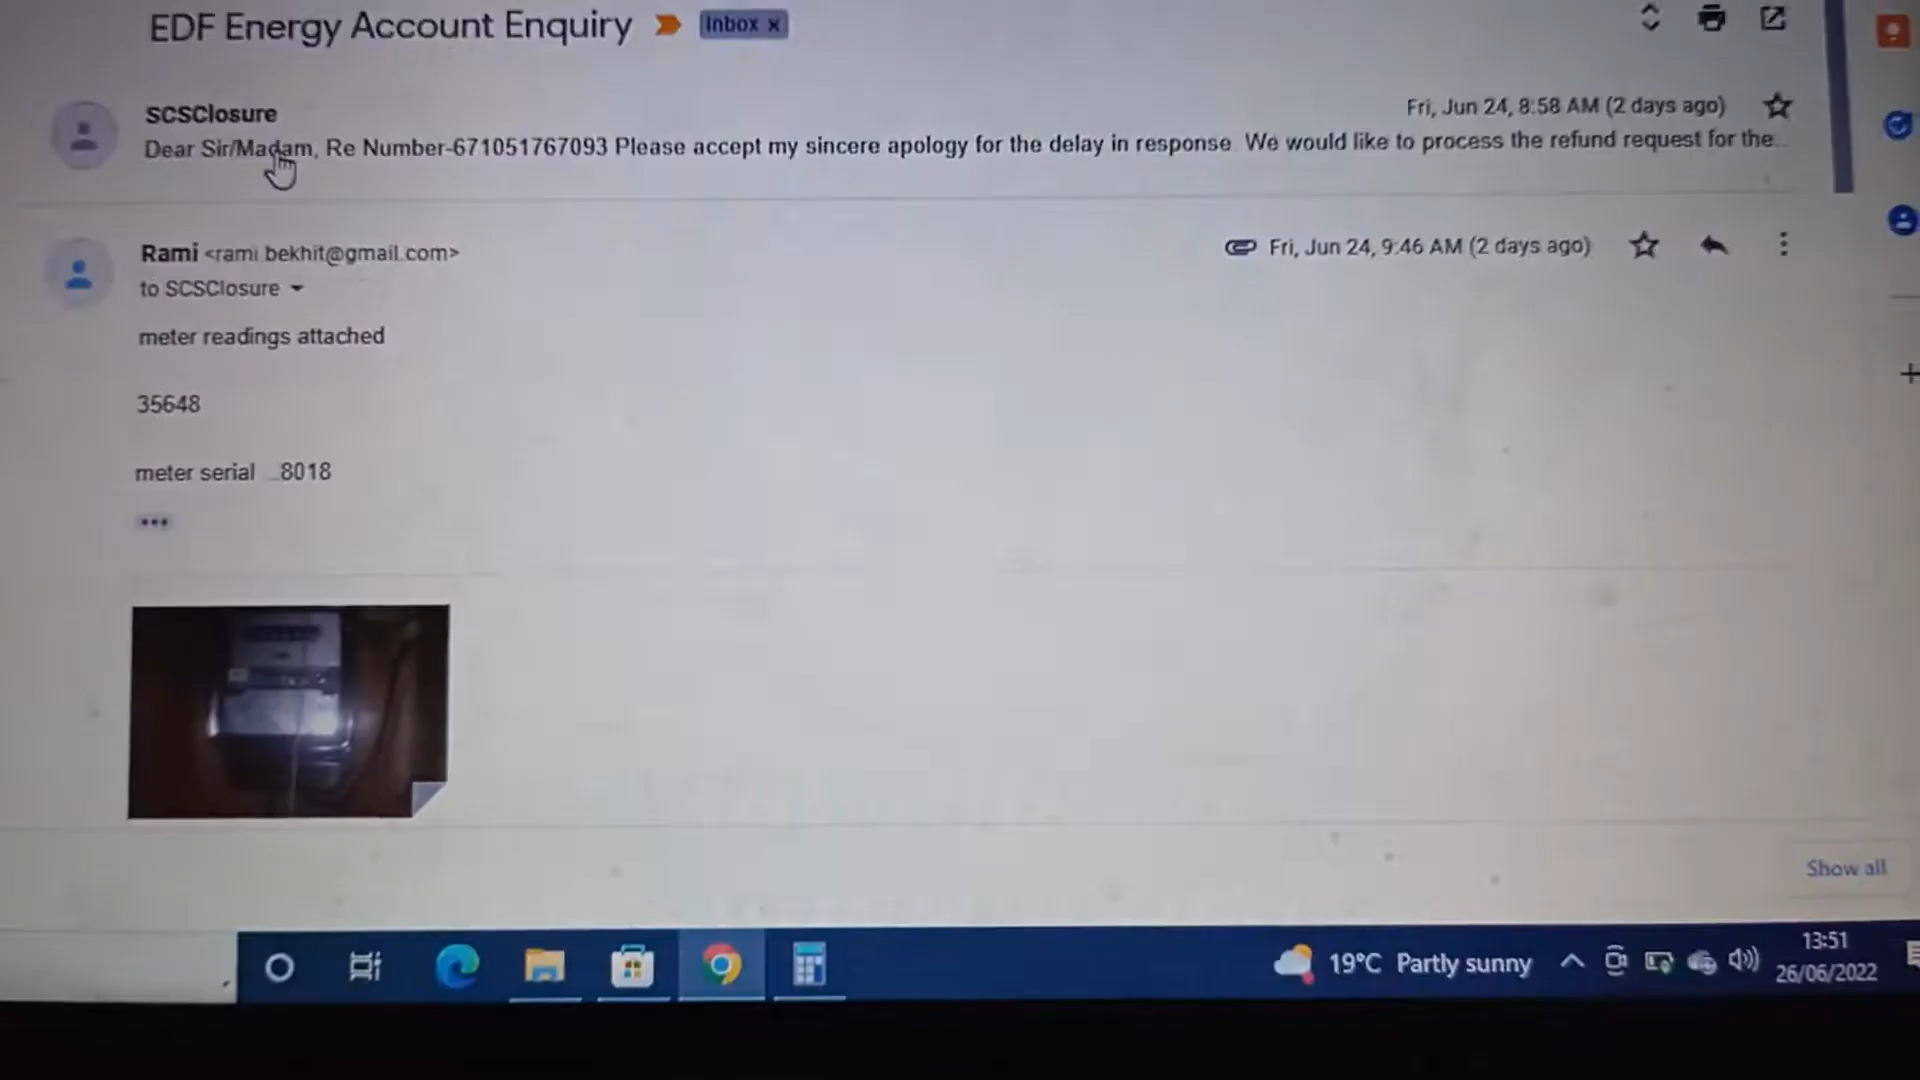 EDF Energy Account Enquiry
Inbox x
SCSClosure
Fri, Jun 24, 8:58 AM (2 days ago)
Dear Sir/Madam, Re Number-671051767093 Please accept my sincere apology for the delay in response. We would like to process the refund request for the...
Rami <rami.bekhit@gmail.com>
Fri, Jun 24, 9:46 AM (2 days ago)
to SCSClosure
meter readings attached
35648
meter serial ...8018
Show all
19°C Partly sunny
13:51
26/06/2022